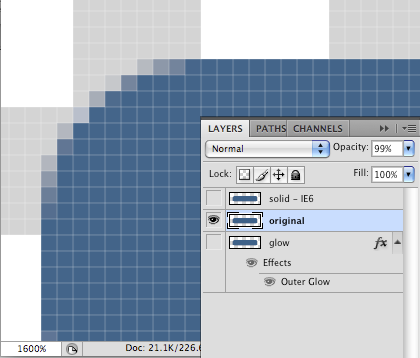 LAYERS PATHS CHANNELS
Normal Opacity: 99%
Lock: Fill: 100%
solid - IE6
original
glow fx
Effects
Outer Glow
1600% Doc: 21.1K/226.6